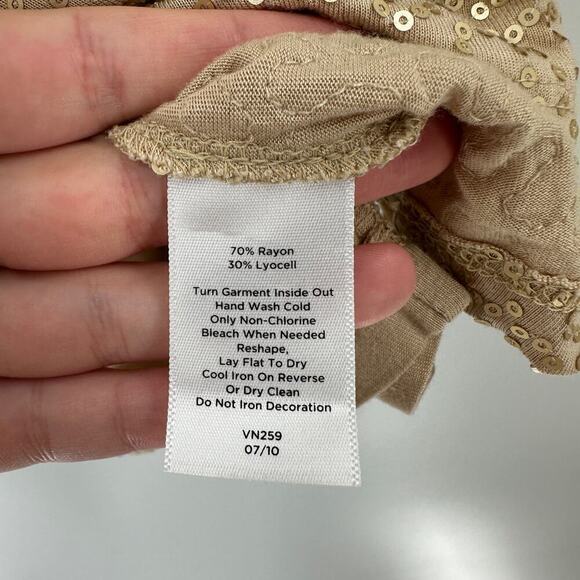 70% Rayon
30% Lyocell
Turn Garment Inside Out
Hand Wash Cold
Only Non-Chlorine
Bleach When Needed
Reshape,
Lay Flat To Dry
Cool Iron On Reverse
Or Dry Clean
Do Not Iron Decoration
VN259
07/10